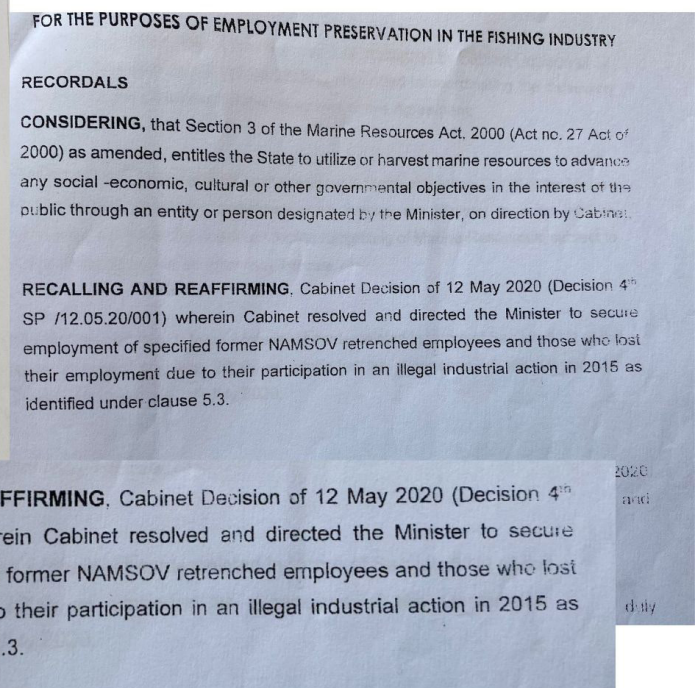 FOR THE PURPOSES OF EMPLOYMENT PRESERVATION IN THE FISHING INDUSTRY
RECORDALS
CONSIDERING, that Section 3 of the Marine Resources Act, 2000 (Act no. 27 Act of
2000) as amended, entitles the State to utilize or harvest marine resources to advance
any social -economic, cultural or other governmental objectives in the interest of the
public through an entity or person designated by the Minister, on direction by Cabinet.
RECALLING AND REAFFIRMING, Cabinet Decision of 12 May 2020 (Decision 4th
SP /12.05.20/001) wherein Cabinet resolved and directed the Minister to secure
employment of specified former NAMSOV retrenched employees and those who lost
their employment due to their participation in an illegal industrial action in 2015 as
identified under clause 5.3.
2020
and
duly
FFIRMING, Cabinet Decision of 12 May 2020 (Decision 4th
rein Cabinet resolved and directed the Minister to secure
former NAMSOV retrenched employees and those who lost
o their participation in an illegal industrial action in 2015 as
.3.